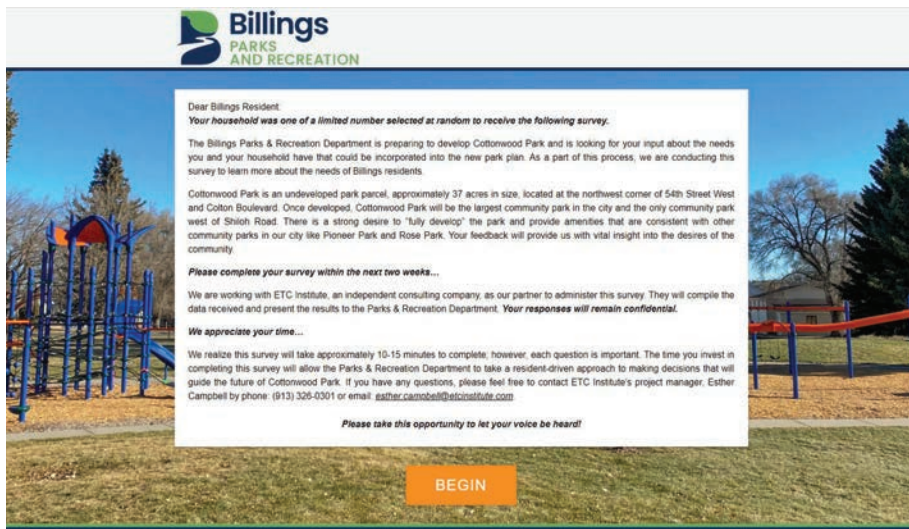 Billings
PARKS
AND RECREATION
Dear Billings Resident:
Your household was one of a limited number selected at random to receive the following survey.
The Billings Parks & Recreation Department is preparing to develop Cottonwood Park and is looking for your input about the needs
you and your household have that could be incorporated into the new park plan. As a part of this process, we are conducting this
survey to learn more about the needs of Billings residents.
Cottonwood Park is an undeveloped park parcel, approximately 37 acres in size, located at the northwest corner of 54th Street West
and Colton Boulevard. Once developed, Cottonwood Park will be the largest community park in the city and the only community park
west of Shiloh Road. There is a strong desire to "fully develop" the park and provide amenities that are consistent with other
community parks in our city like Pioneer Park and Rose Park. Your feedback will provide us with vital insight into the desires of the
community.
Please complete your survey within the next two weeks...
We are working with ETC Institute, an independent consulting company, as our partner to administer this survey. They will compile the
data received and present the results to the Parks & Recreation Department. Your responses will remain confidential.
We appreciate your time...
We realize this survey will take approximately 10-15 minutes to complete; however, each question is important. The time you invest in
completing this survey will allow the Parks & Recreation Department to take a resident-driven approach to making decisions that will
guide the future of Cottonwood Park. If you have any questions, please feel free to contact ETC Institute's project manager, Esther
Campbell by phone: (913) 326-0301 or email: esther.campbell@etcinstitute.com
Please take this opportunity to let your voice be heard!
BEGIN